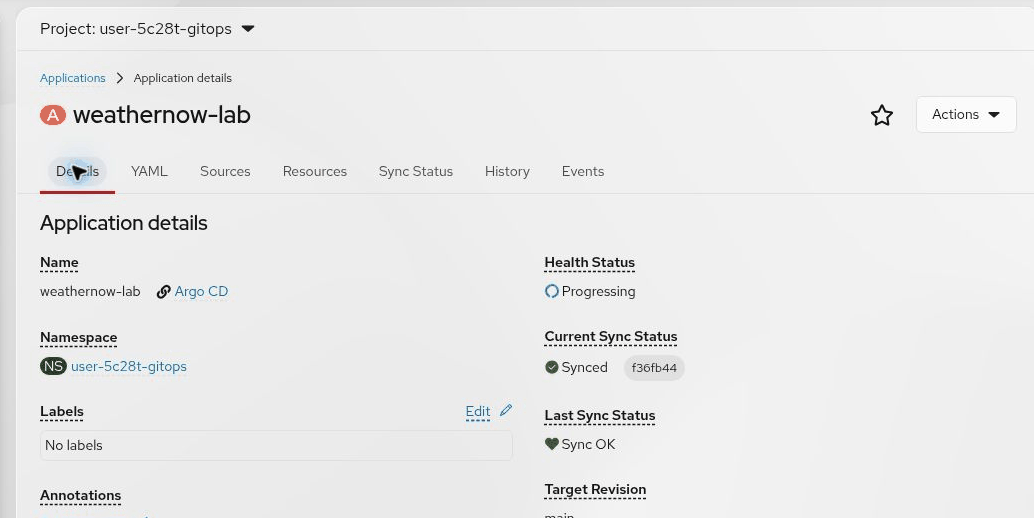 Project: user-5c28t-gitops
Applications > Application details
A weathernow-lab
Actions
Details YAML Sources Resources Sync Status History Events
Application details
Name
weathernow-lab Argo CD
Namespace
NS user-5c28t-gitops
Labels
Edit
No labels
Annotations
Health Status
Progressing
Current Sync Status
Synced f36fb44
Last Sync Status
Sync OK
Target Revision
main